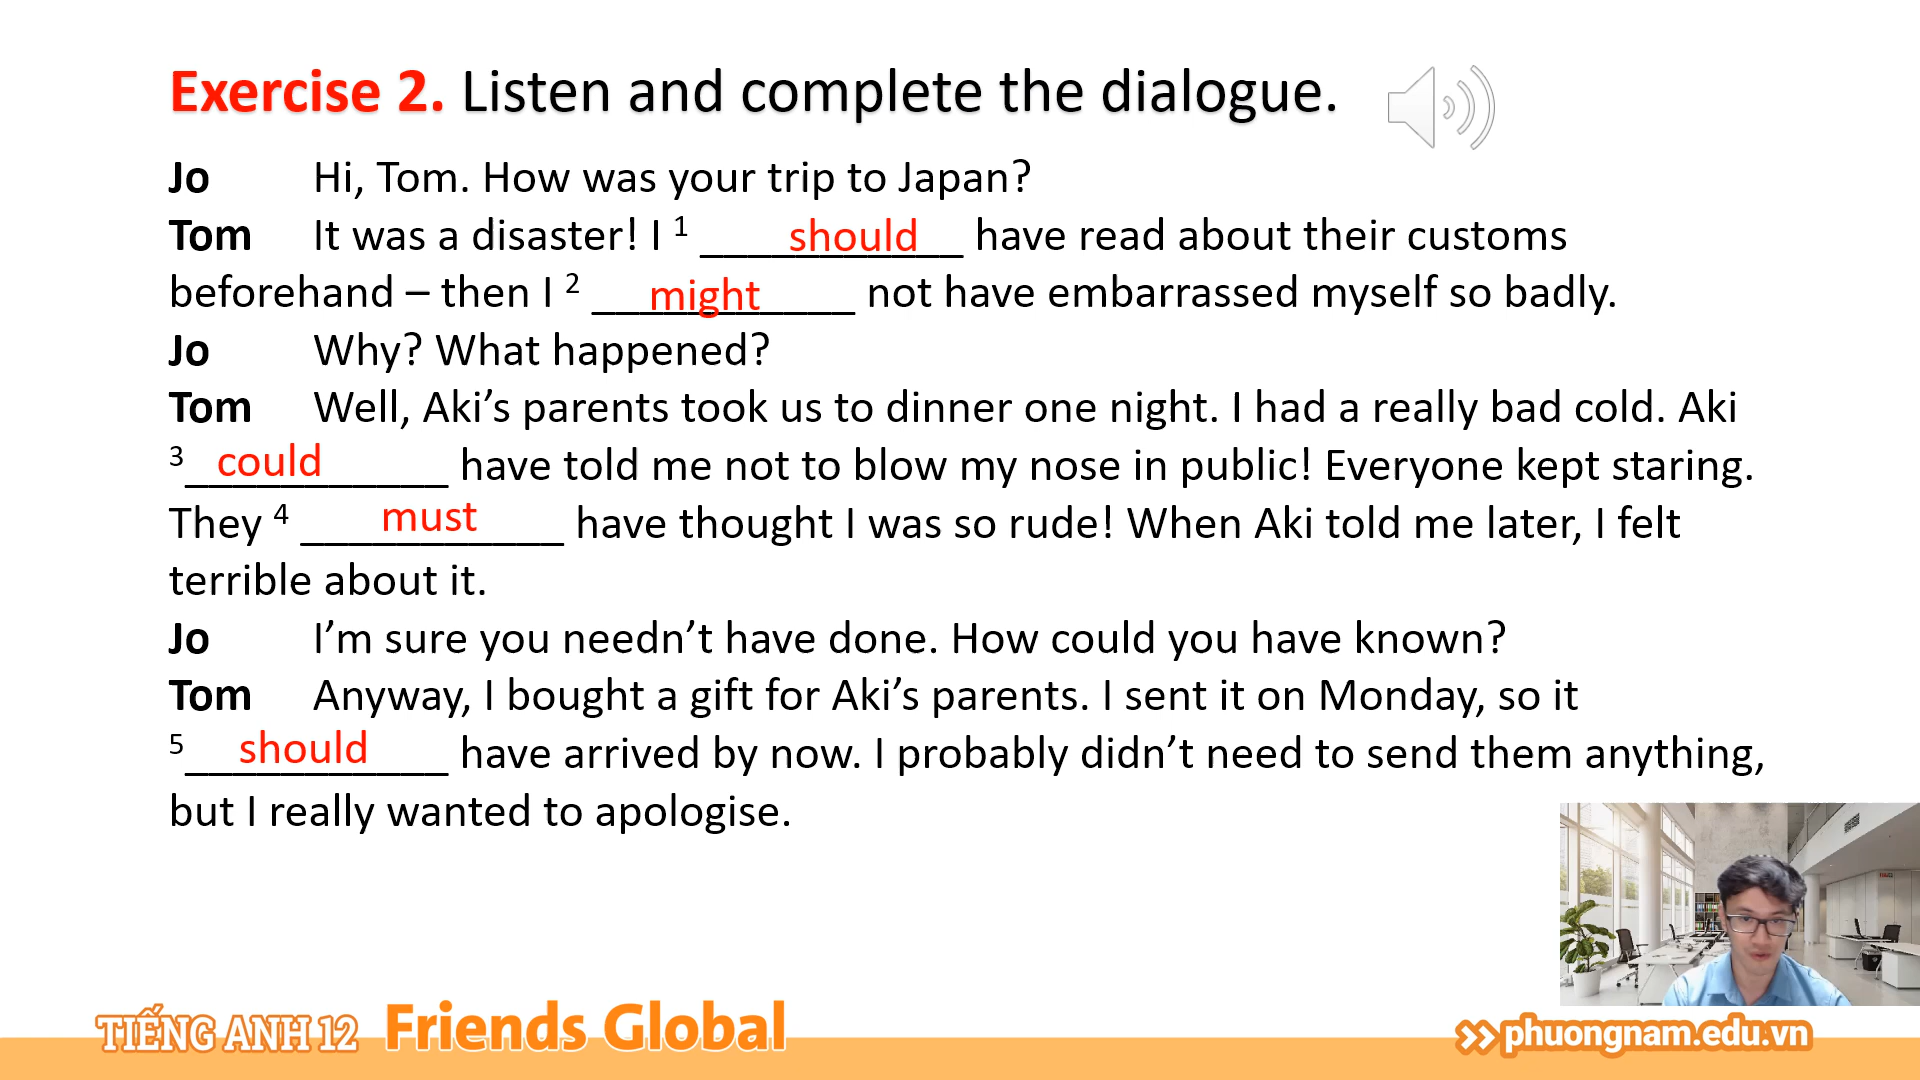 Exercise 2. Listen and complete the dialogue.
Jo Hi, Tom. How was your trip to Japan?
Tom It was a disaster! I 1 should have read about their customs
beforehand – then I 2 might not have embarrassed myself so badly.
Jo Why? What happened?
Tom Well, Aki’s parents took us to dinner one night. I had a really bad cold. Aki
3 could have told me not to blow my nose in public! Everyone kept staring.
They 4 must have thought I was so rude! When Aki told me later, I felt
terrible about it.
Jo I’m sure you needn’t have done. How could you have known?
Tom Anyway, I bought a gift for Aki’s parents. I sent it on Monday, so it
5 should have arrived by now. I probably didn’t need to send them anything,
but I really wanted to apologise.
TIẾNG ANH 12 Friends Global
phuongnam.edu.vn